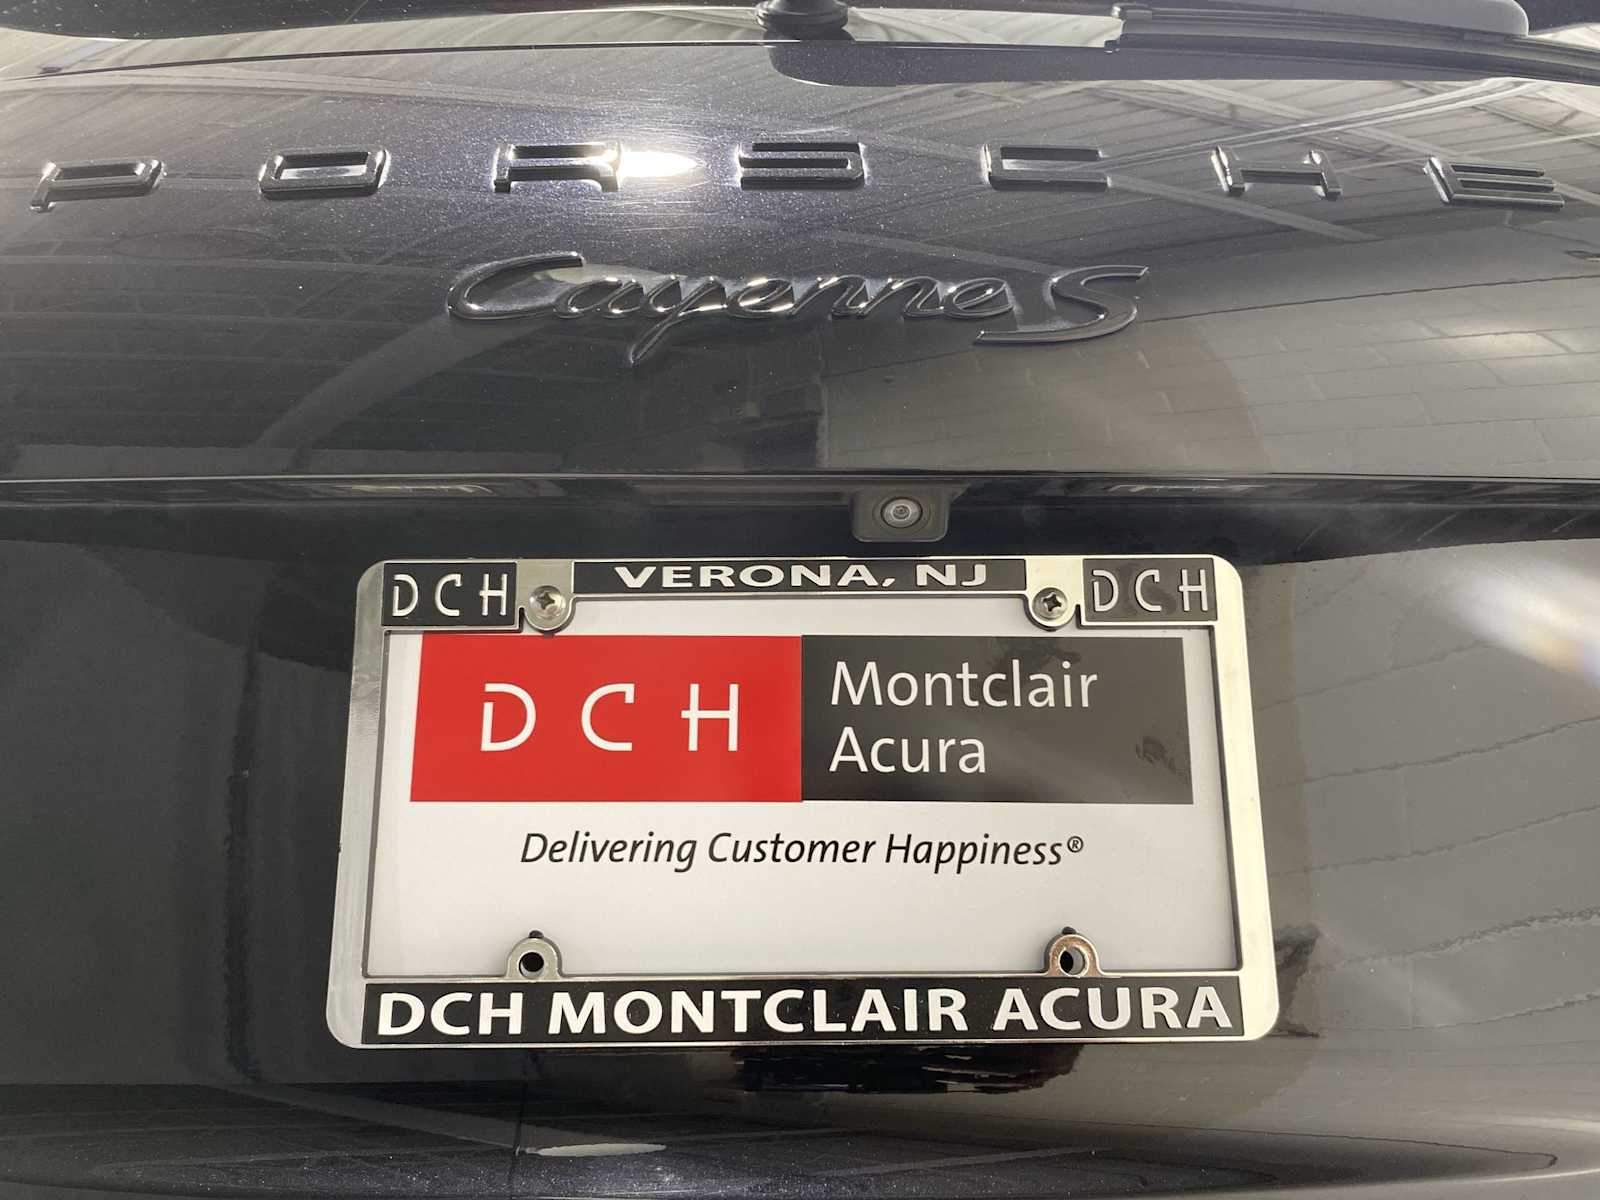 PORSCHE
Cayenne S
DCH VERONA, NJ DCH
DCH Montclair
Acura
Delivering Customer Happiness®
DCH MONTCLAIR ACURA